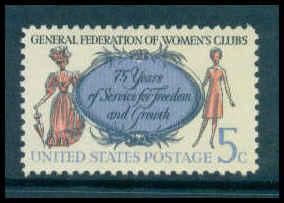 GENERAL FEDERATION OF WOMEN'S CLUBS
75 Years
of Service for Freedom
and Growth
UNITED STATES POSTAGE 5c